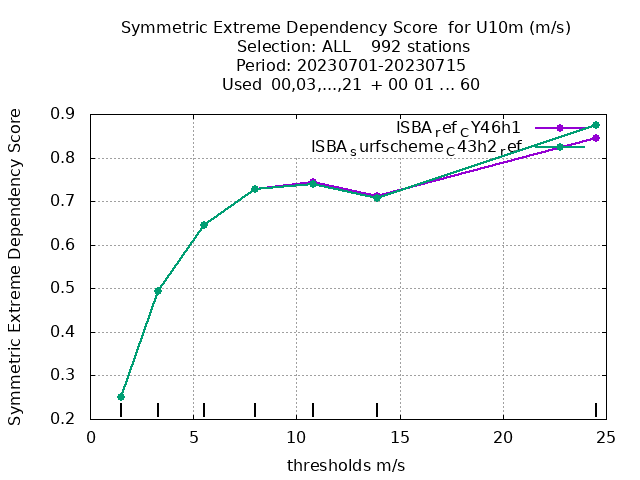 Symmetric Extreme Dependency Score  for U10m (m/s)
Selection: ALL    992 stations
Period: 20230701-20230715
Used  00,03,...,21  + 00 01 ... 60
Symmetric Extreme Dependency Score
0.9
0.8
0.7
0.6
0.5
0.4
0.3
0.2
ISBA_ref_CY46h1
ISBA_surfscheme_C43h2_ref
0 5 10 15 20 25
thresholds m/s